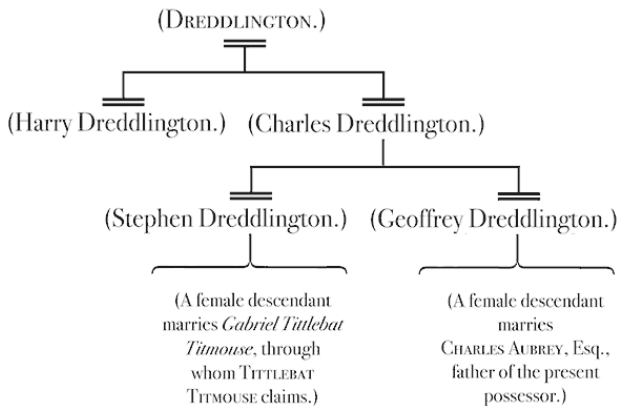 (DREDDLINGTON.)
(Harry Dreddlington.) (Charles Dreddlington.)
(Stephen Dreddlington.) (Geoffrey Dreddlington.)
(A female descendant
marries Gabriel Tittlebat
Titmouse, through
whom TITTLEBAT
TITMOUSE claims.)
(A female descendant
marries
CHARLES AUBREY, Esq.,
father of the present
possessor.)